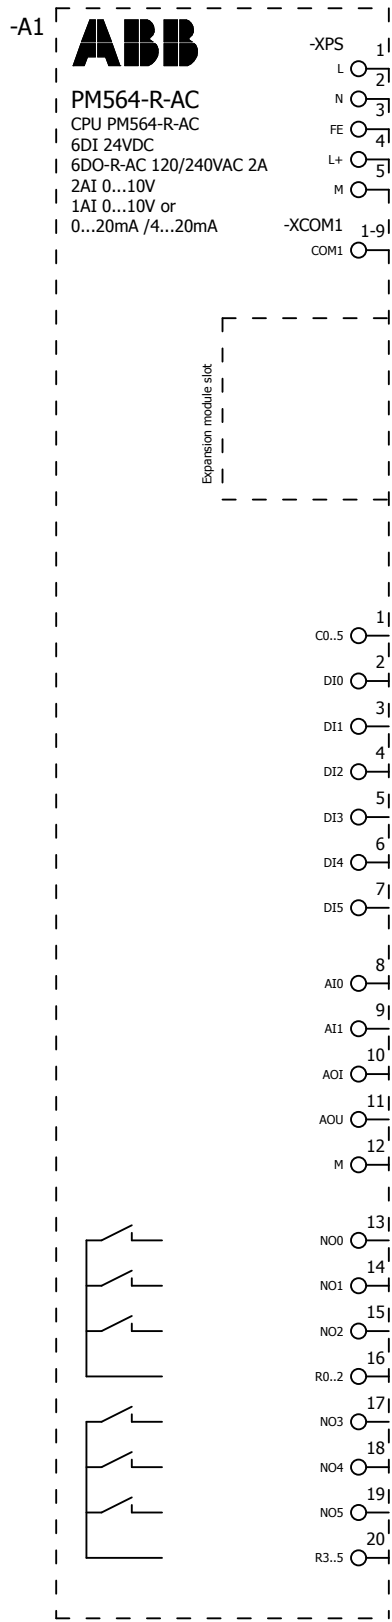 -A1
ABB
PM564-R-AC
CPU PM564-R-AC
6DI 24VDC
6DO-R-AC 120/240VAC 2A
2AI 0...10V
1AI 0...10V or
0...20mA /4...20mA
-XPS
L 1
N 2
FE 3
L+ 4
M 5
-XCOM1
COM1 1-9
Expansion module slot
C0..5 1
DI0 2
DI1 3
DI2 4
DI3 5
DI4 6
DI5 7
AI0 8
AI1 9
AOI 10
AOU 11
M 12
NO0 13
NO1 14
NO2 15
R0..2 16
NO3 17
NO4 18
NO5 19
R3..5 20